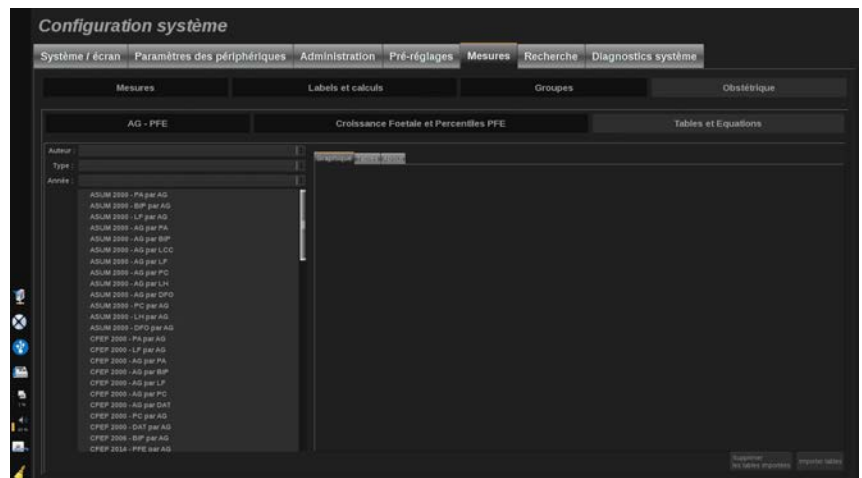 Configuration système
Système / écran Paramètres des périphériques Administration Pré-réglages Mesures Recherche Diagnostics système
Mesures Labels et calculs Groupes Obstétrique
AG - PFE Croissance Foetale et Percentiles PFE Tables et Equations
Auteur :
Type :
Année :
Graphique Tables
ASUM 2000 - PA par AG
ASUM 2000 - BIP par AG
ASUM 2000 - LF par AG
ASUM 2000 - AG par PA
ASUM 2000 - AG par BIP
ASUM 2000 - AG par LCC
ASUM 2000 - AG par LF
ASUM 2000 - AG par PC
ASUM 2000 - AG par LH
ASUM 2000 - AG par DFO
ASUM 2000 - PC par AG
ASUM 2000 - LH par AG
ASUM 2000 - DFO par AG
CFEF 2000 - PA par AG
CFEF 2000 - LF par AG
CFEF 2000 - AG par PA
CFEF 2000 - AG par BIP
CFEF 2000 - AG par LF
CFEF 2000 - AG par PC
CFEF 2000 - AG par DAT
CFEF 2000 - PC par AG
CFEF 2000 - DAT par AG
CFEF 2006 - BIP par AG
CFEF 2014 - PFE par AG
Supprimer
les tables importées
Importer tables